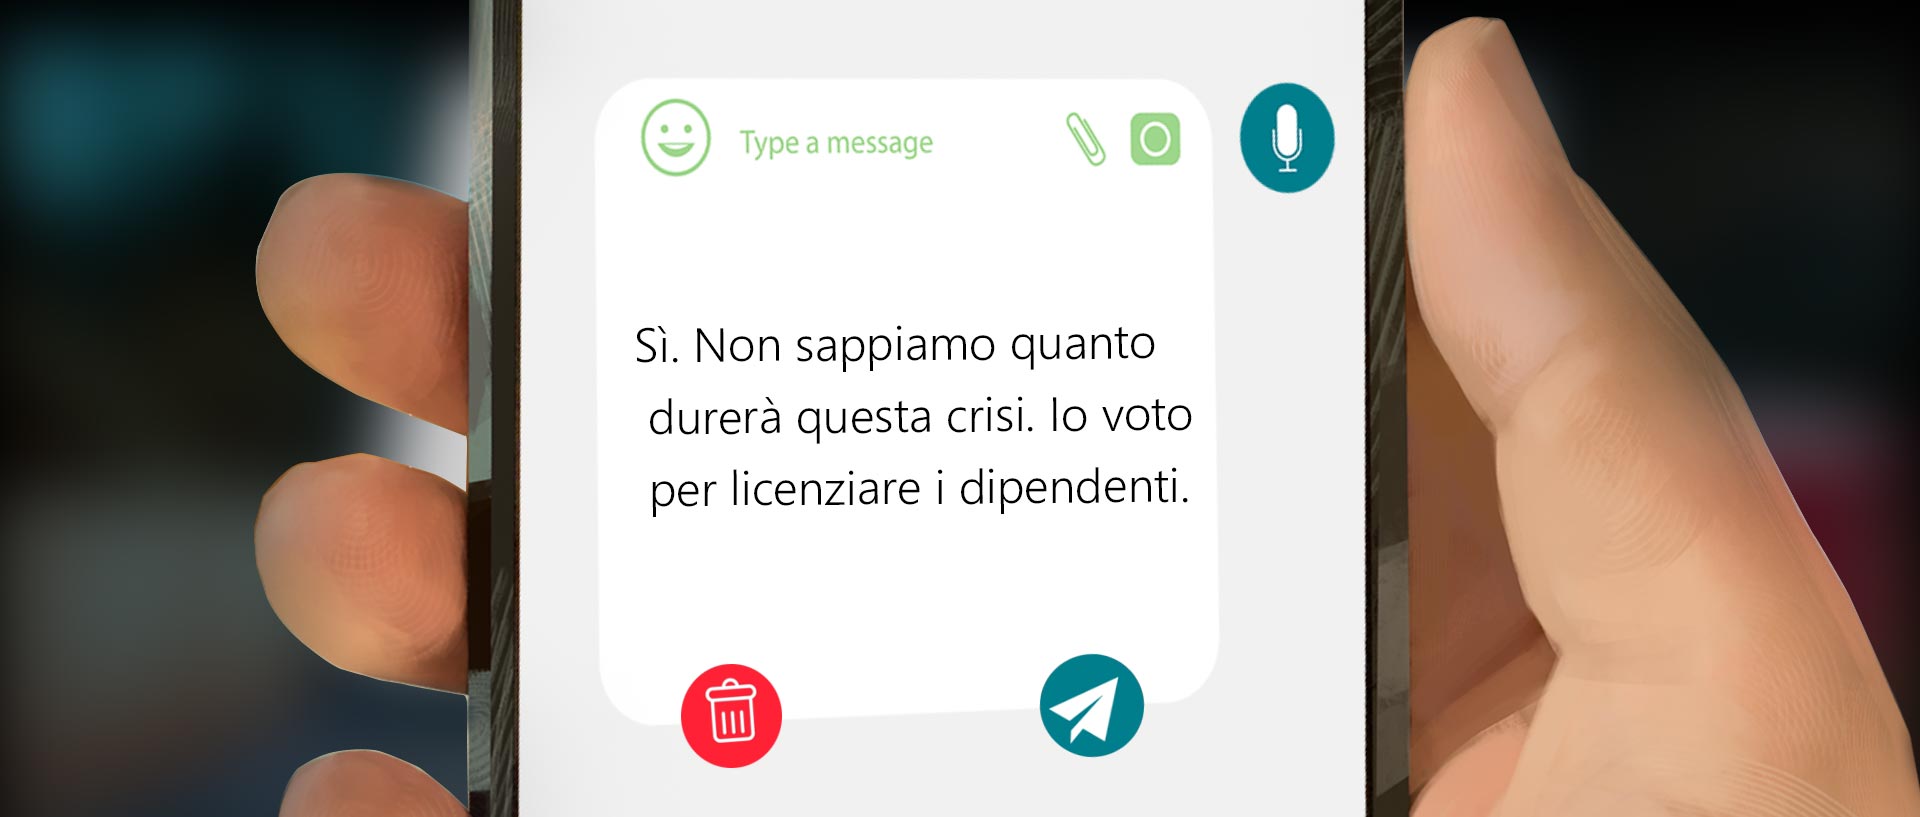 Type a message
Sì. Non sappiamo quanto
durerà questa crisi. Io voto
per licenziare i dipendenti.